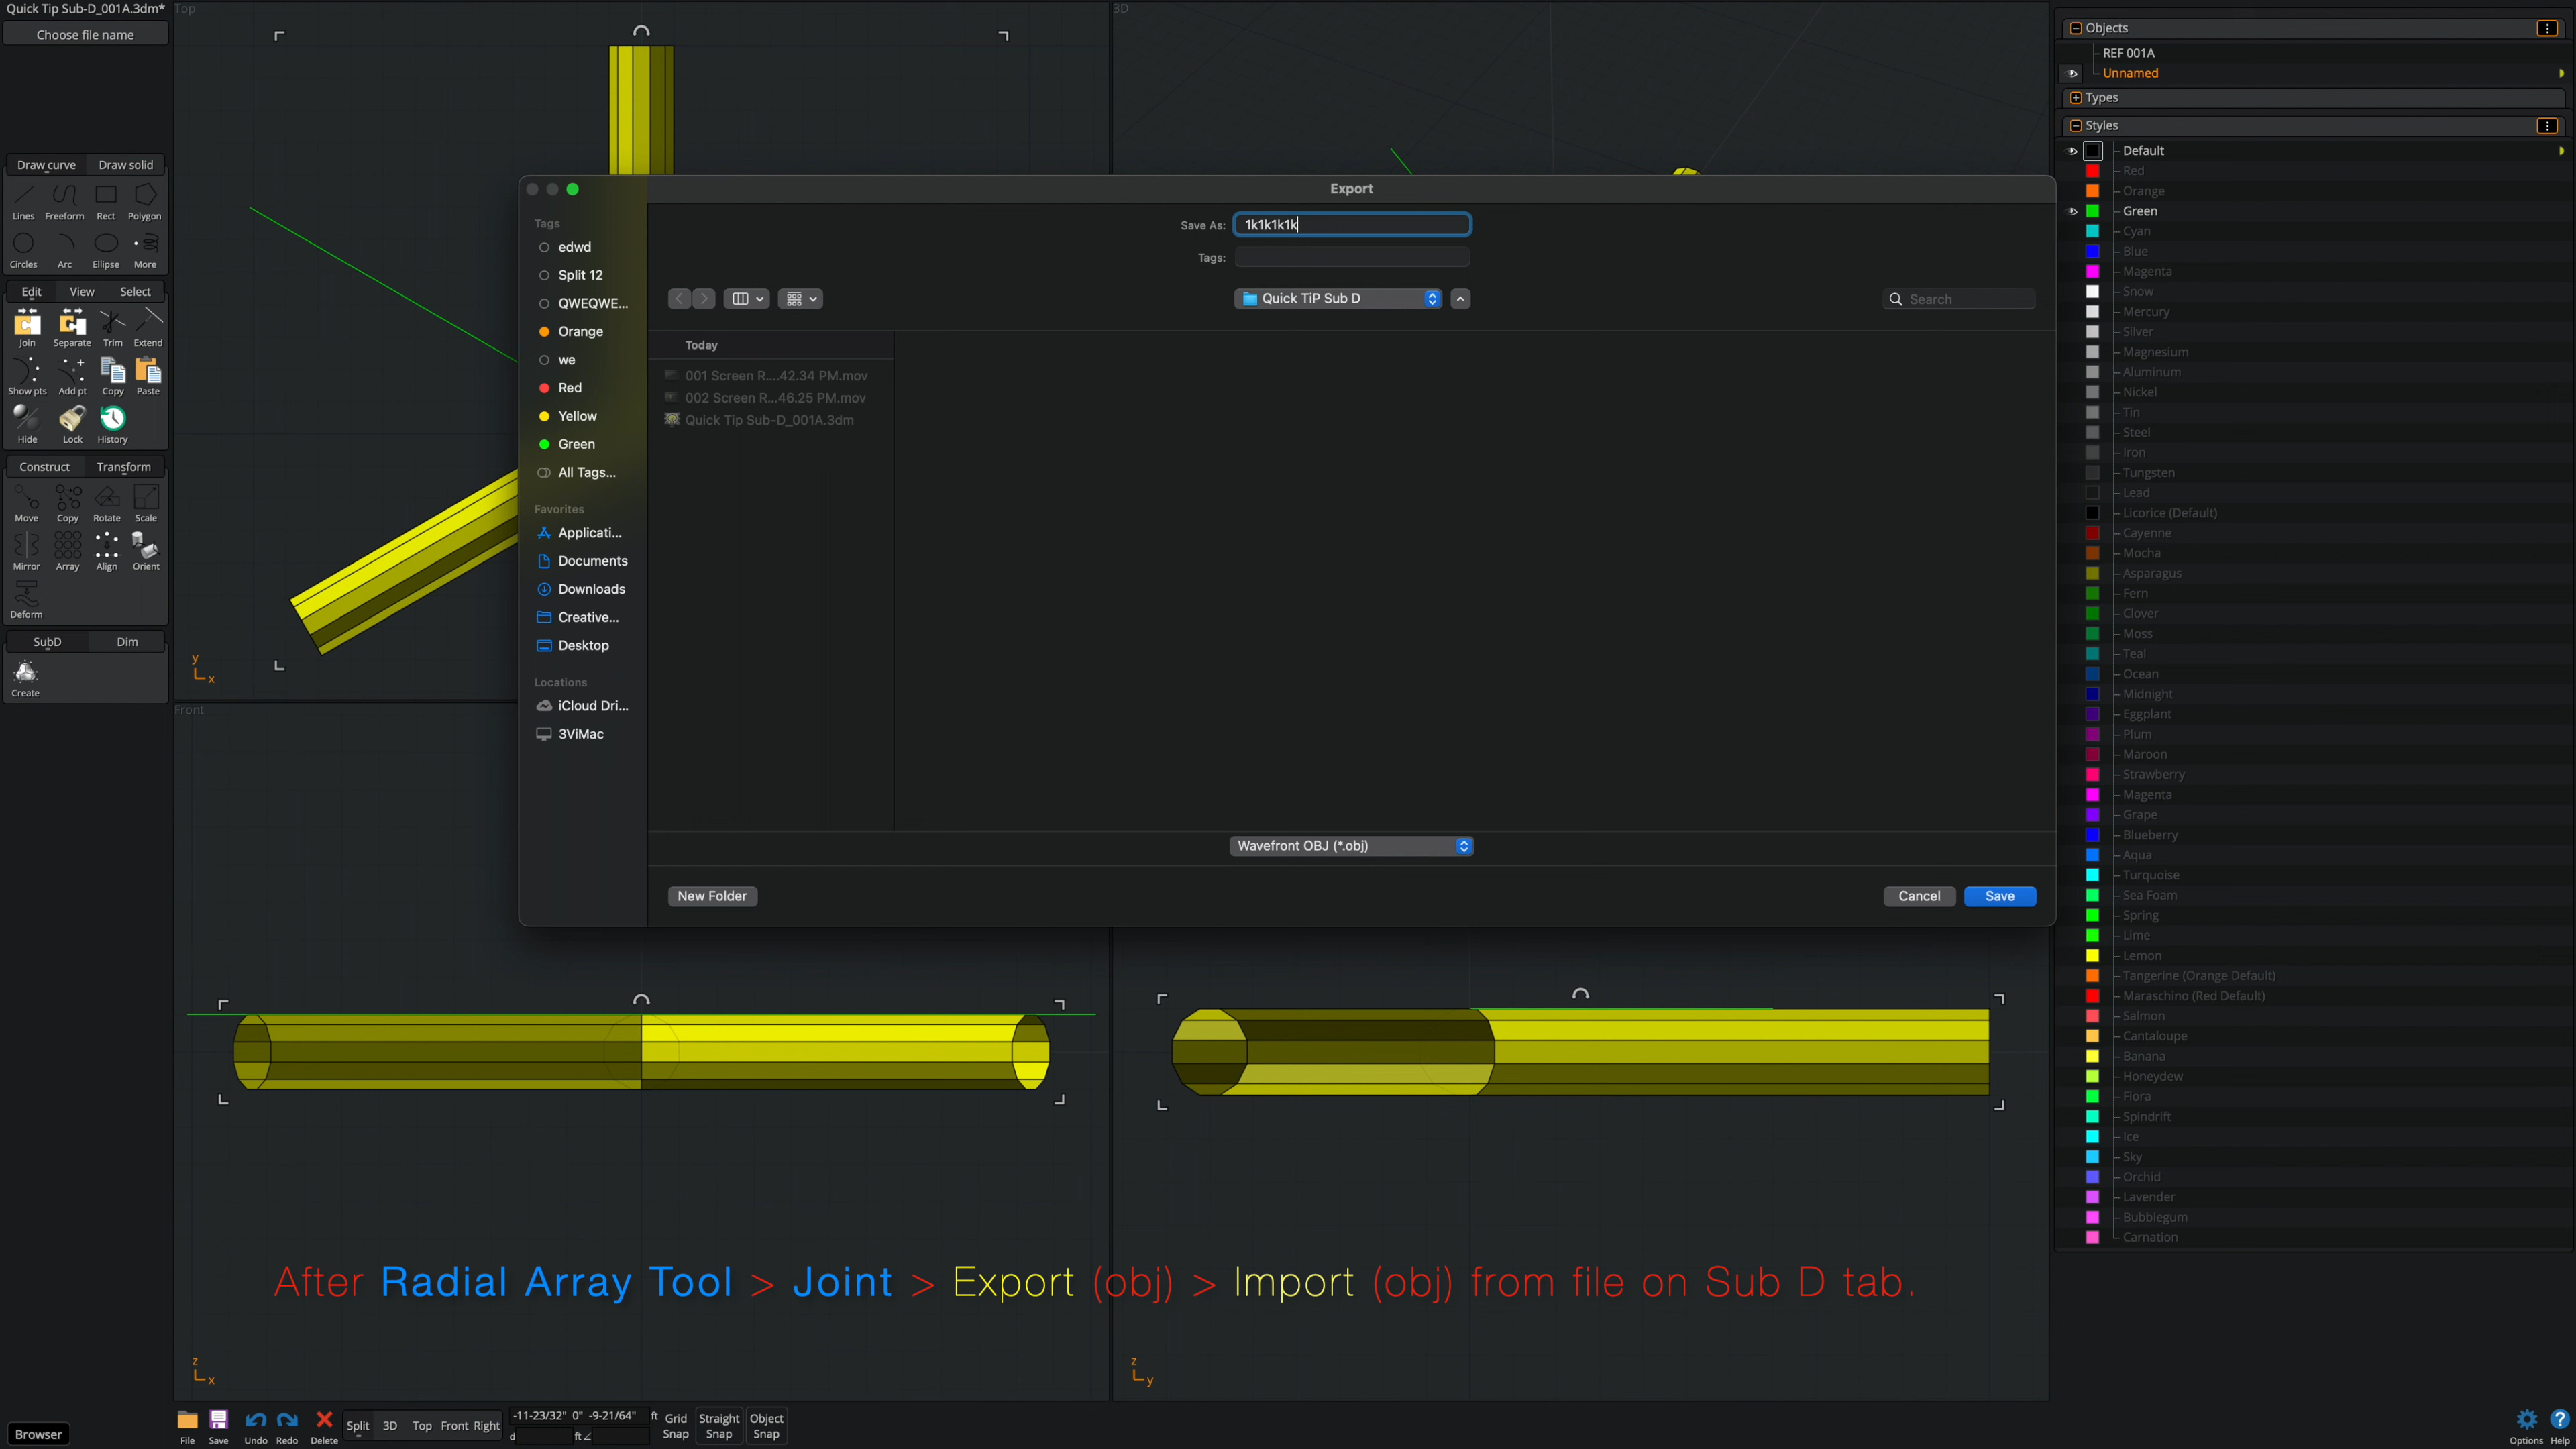 Quick Tip Sub-D_001A.3dm*
Choose file name
Draw curve Draw solid
Lines Freeform Rect Polygon
Circles Arc Ellipse More
Edit View Select
Join Separate Trim Extend
Show pts Add pt Copy Paste
Hide Lock History
Construct Transform
Move Copy Rotate Scale
Mirror Array Align Orient
Deform
SubD Dim
Create
Top
3D
Front
y
x
Export
Save As: 1k1k1k1k
Tags:
Quick TiP Sub D
Search
Tags
edwd
Split 12
QWEQWE...
Orange
we
Red
Yellow
Green
All Tags...
Favorites
Applicati...
Documents
Downloads
Creative...
Desktop
Locations
iCloud Dri...
3ViMac
Today
001 Screen R....42.34 PM.mov
002 Screen R...46.25 PM.mov
Quick Tip Sub-D_001A.3dm
Wavefront OBJ (*.obj)
New Folder Cancel Save
After Radial Array Tool > Joint > Export (obj) > Import (obj) from file on Sub D tab.
z
x
z
y
Objects
REF 001A
Unnamed
Types
Styles
Default
Red
Orange
Green
Cyan
Blue
Magenta
Snow
Mercury
Silver
Magnesium
Aluminum
Nickel
Tin
Steel
Iron
Tungsten
Lead
Licorice (Default)
Cayenne
Mocha
Asparagus
Fern
Clover
Moss
Teal
Ocean
Midnight
Eggplant
Plum
Maroon
Strawberry
Magenta
Grape
Blueberry
Aqua
Turquoise
Sea Foam
Spring
Lime
Lemon
Tangerine (Orange Default)
Maraschino (Red Default)
Salmon
Cantaloupe
Banana
Honeydew
Flora
Spindrift
Ice
Sky
Orchid
Lavender
Bubblegum
Carnation
Browser
File Save Undo Redo Delete
Split 3D Top Front Right
-11-23/32" 0" -9-21/64" ft
d ft∠
Grid Snap
Straight Snap
Object Snap
Options Help